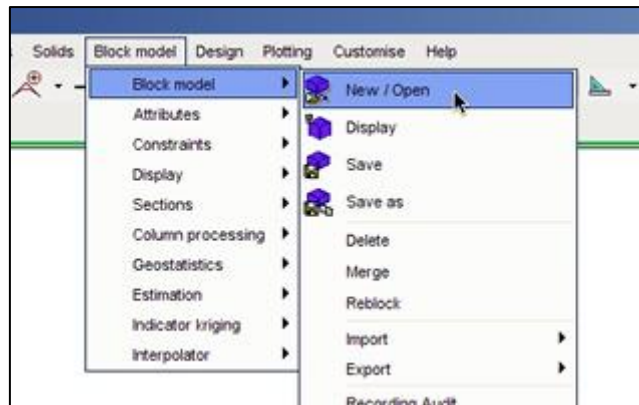 Solids Block model Design Plotting Customise Help
Block model
Attributes
Constraints
Display
Sections
Column processing
Geostatistics
Estimation
Indicator kriging
Interpolator
New / Open
Display
Save
Save as
Delete
Merge
Reblock
Import
Export
Recording Audit